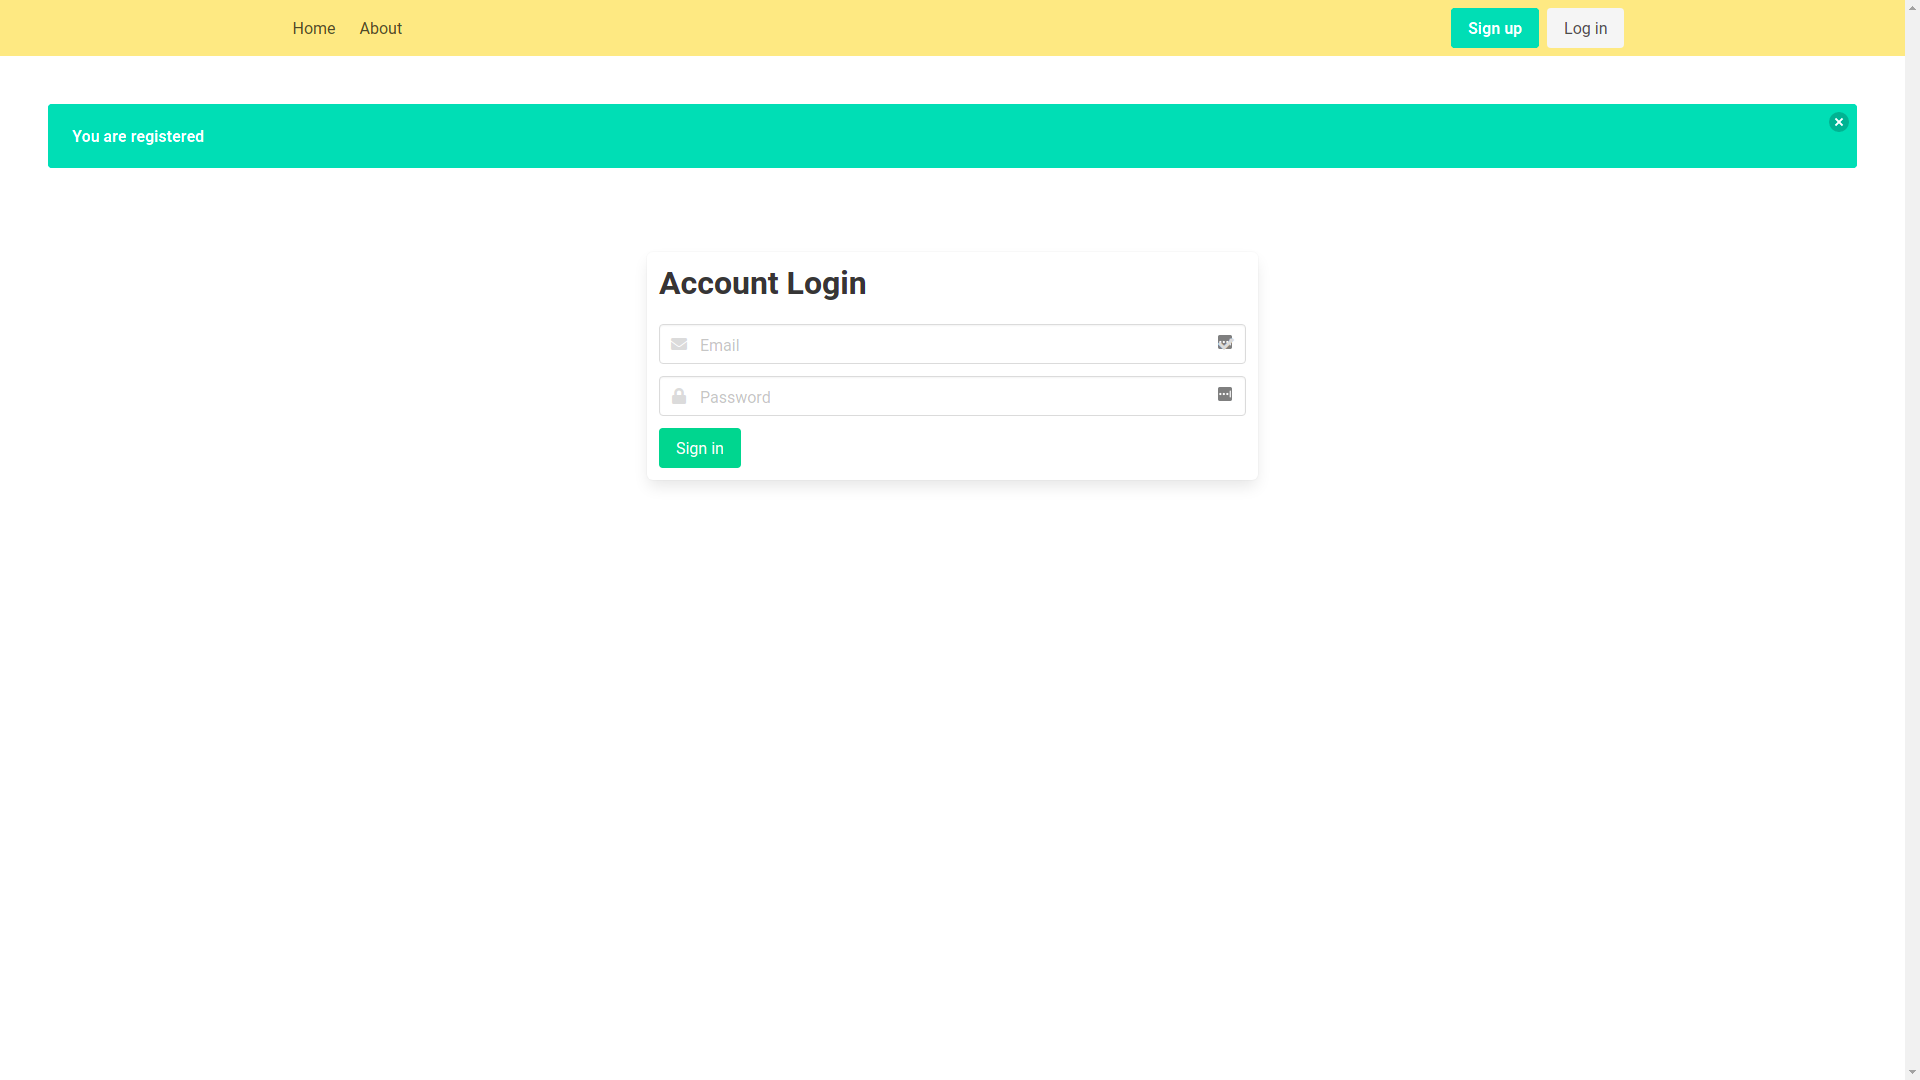 Home About Sign up Log in
You are registered
Account Login
Email
Password
Sign in